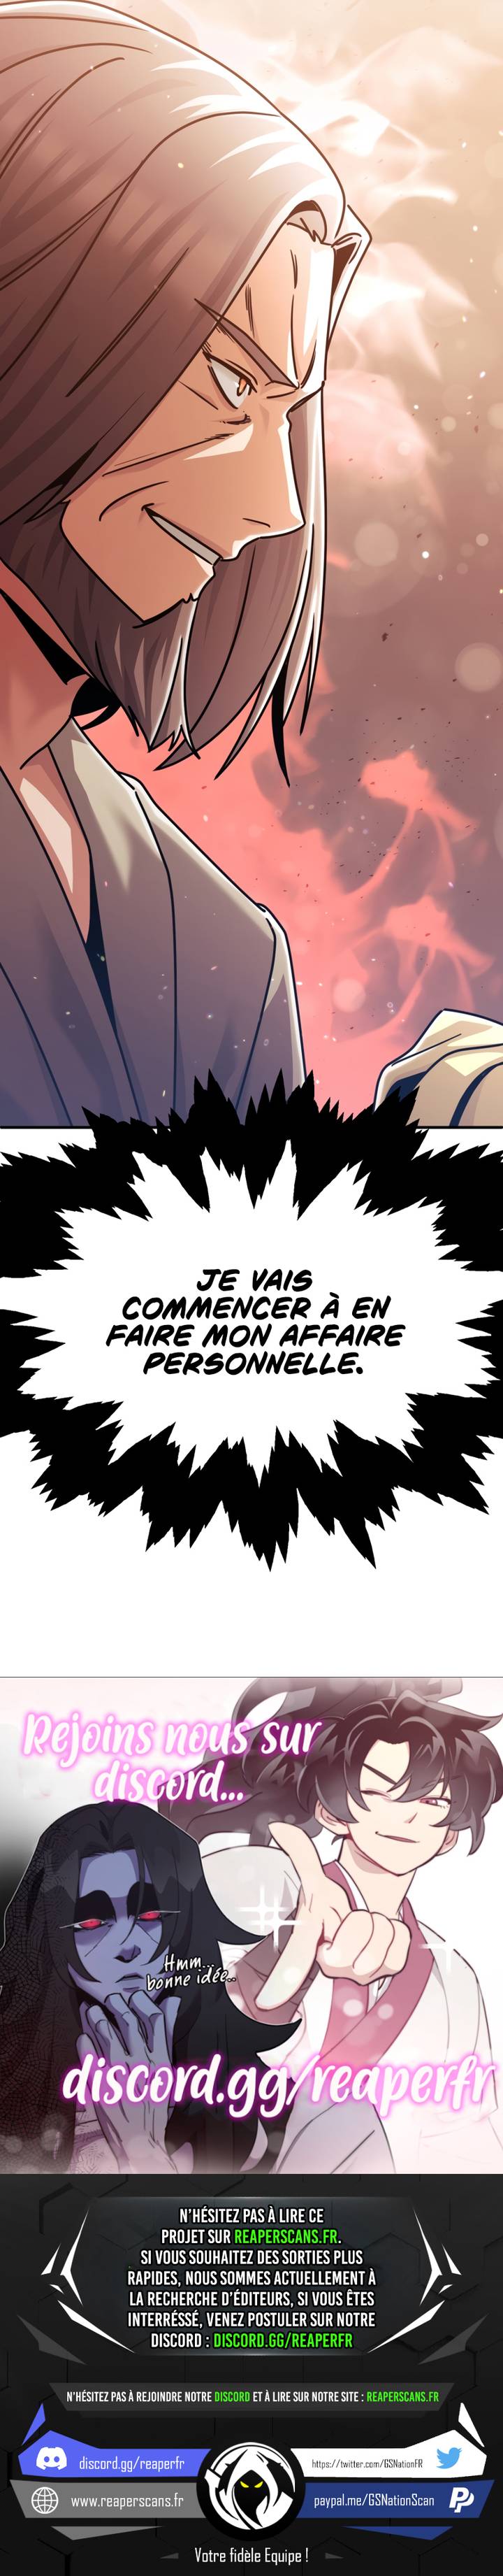 JE VAIS
COMMENCER À EN
FAIRE MON AFFAIRE
PERSONNELLE.
Rejoins nous sur
discord...
Hmm...
bonne idée..
discord.gg/reaperfr
N'HÉSITEZ PAS À LIRE CE
PROJET SUR REAPERSCANS.FR.
SI VOUS SOUHAITEZ DES SORTIES PLUS
RAPIDES, NOUS SOMMES ACTUELLEMENT À
LA RECHERCHE D'ÉDITEURS, SI VOUS ÊTES
INTERRÉSSÉ, VENEZ POSTULER SUR NOTRE
DISCORD : DISCORD.GG/REAPERFR
N'HÉSITEZ PAS À REJOINDRE NOTRE DISCORD ET À LIRE SUR NOTRE SITE : REAPERSCANS.FR
discord.gg/reaperfr
https://twitter.com/GSNationFR
www.reaperscans.fr
paypal.me/GSNationScan
Votre fidèle Equipe !